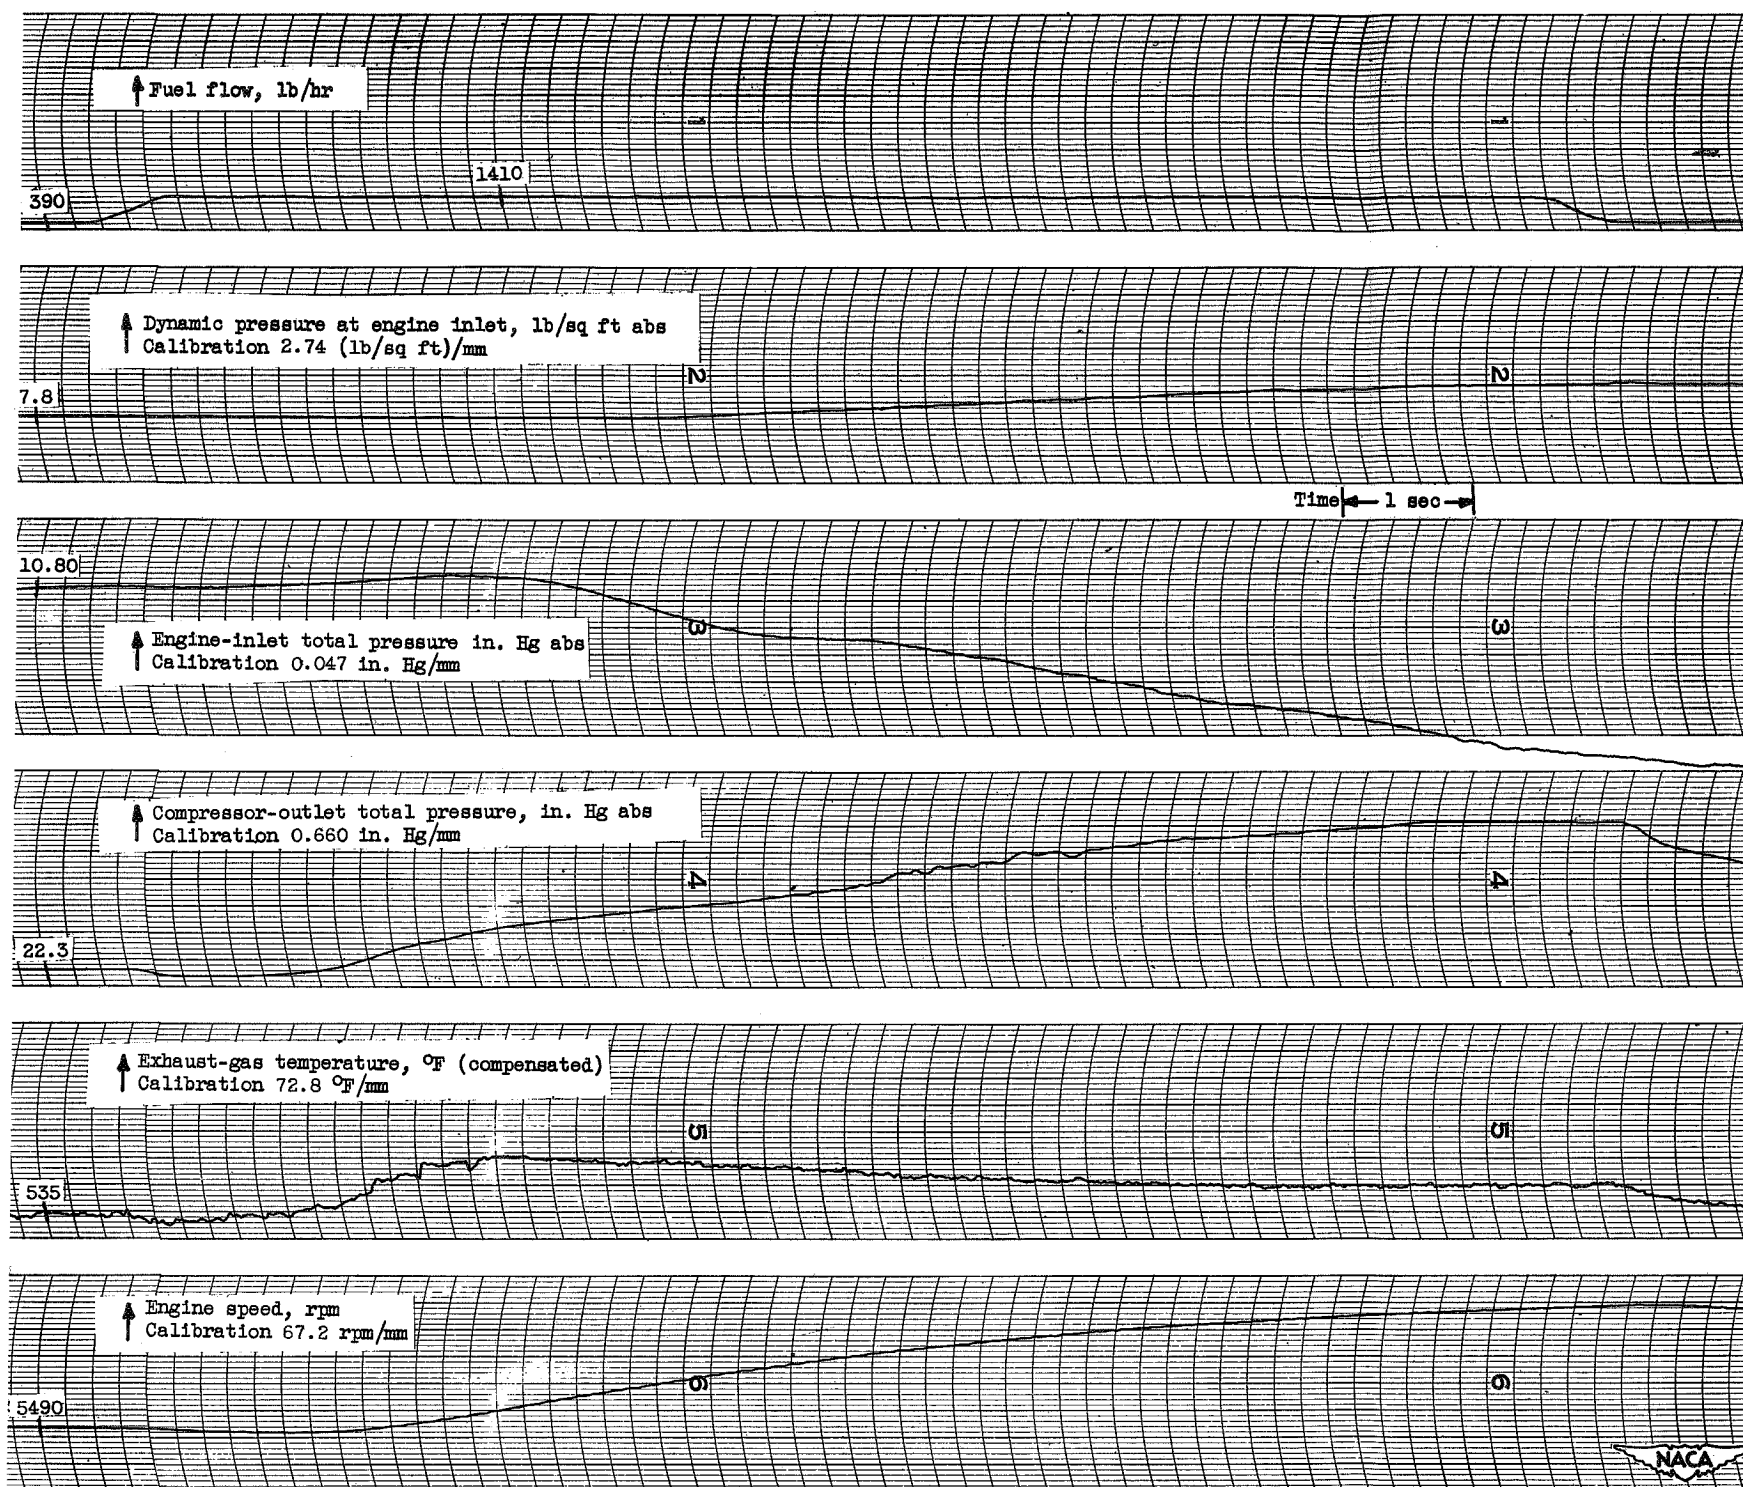 Fuel flow, lb/hr
1 1
1410
390
Dynamic pressure at engine inlet, lb/sq ft abs
Calibration 2.74 (lb/sq ft)/mm
2 2
7.8
Time 1 sec
10.80
3 3
Engine-inlet total pressure in. Hg abs
Calibration 0.047 in. Hg/mm
Compressor-outlet total pressure, in. Hg abs
Calibration 0.660 in. Hg/mm
4 4
22.3
Exhaust-gas temperature, °F (compensated)
Calibration 72.8 °F/mm
5 5
535
Engine speed, rpm
Calibration 67.2 rpm/mm
6 6
5490
NACA